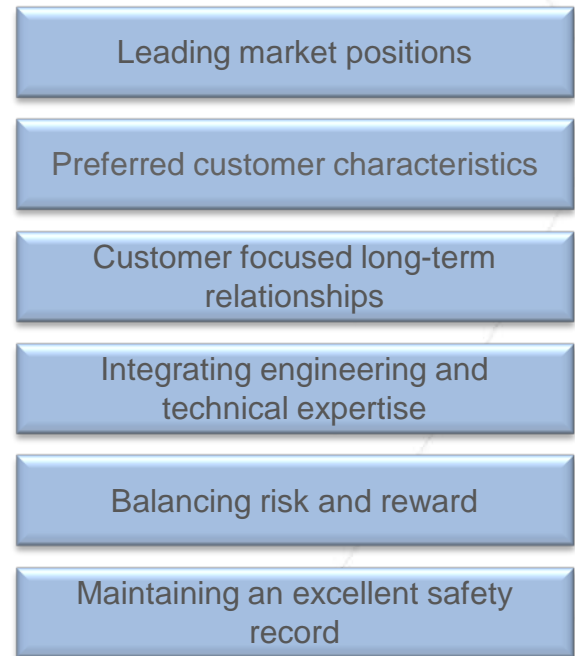 Leading market positions
Preferred customer characteristics
Customer focused long-term
relationships
Integrating engineering and
technical expertise
Balancing risk and reward
Maintaining an excellent safety
record